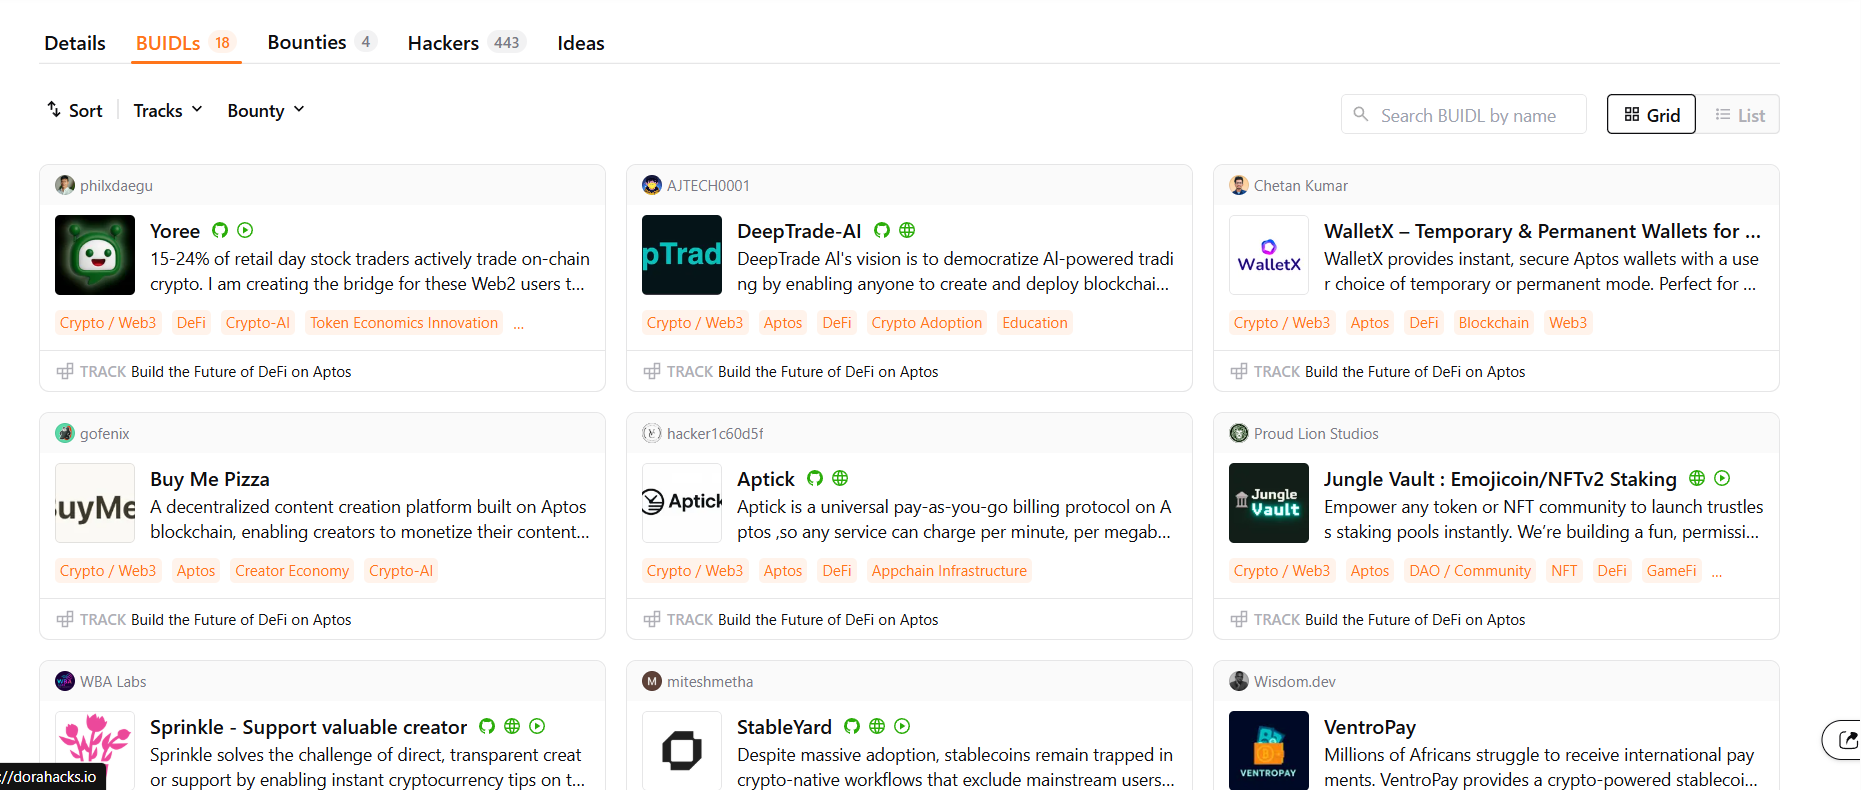 Details BUIDLs 18 Bounties 4 Hackers 443 Ideas
Sort Tracks Bounty Search BUIDL by name Grid List
philxdaegu
Yoree
15-24% of retail day stock traders actively trade on-chain
crypto. I am creating the bridge for these Web2 users t...
Crypto / Web3 DeFi Crypto-AI Token Economics Innovation ...
TRACK Build the Future of DeFi on Aptos
AJTECH0001
pTrad
DeepTrade-AI
DeepTrade AI's vision is to democratize AI-powered tradi
ng by enabling anyone to create and deploy blockchai...
Crypto / Web3 Aptos DeFi Crypto Adoption Education
TRACK Build the Future of DeFi on Aptos
Chetan Kumar
WalletX
WalletX – Temporary & Permanent Wallets for ...
WalletX provides instant, secure Aptos wallets with a use
r choice of temporary or permanent mode. Perfect for ...
Crypto / Web3 Aptos DeFi Blockchain Web3
TRACK Build the Future of DeFi on Aptos
gofenix
uyMe
Buy Me Pizza
A decentralized content creation platform built on Aptos
blockchain, enabling creators to monetize their content...
Crypto / Web3 Aptos Creator Economy Crypto-AI
TRACK Build the Future of DeFi on Aptos
hacker1c60d5f
Aptick
Aptick
Aptick is a universal pay-as-you-go billing protocol on A
ptos ,so any service can charge per minute, per megab...
Crypto / Web3 Aptos DeFi Appchain Infrastructure
TRACK Build the Future of DeFi on Aptos
Proud Lion Studios
Jungle
Vault
Jungle Vault : Emojicoin/NFTv2 Staking
Empower any token or NFT community to launch trustles
s staking pools instantly. We’re building a fun, permissi...
Crypto / Web3 Aptos DAO / Community NFT DeFi GameFi ...
TRACK Build the Future of DeFi on Aptos
WBA Labs
Sprinkle - Support valuable creator
Sprinkle solves the challenge of direct, transparent creat
or support by enabling instant cryptocurrency tips on t...
M miteshmetha
StableYard
Despite massive adoption, stablecoins remain trapped in
crypto-native workflows that exclude mainstream users...
Wisdom.dev
VENTROPAY
VentroPay
Millions of Africans struggle to receive international pay
ments. VentroPay provides a crypto-powered stablecoi...
://dorahacks.io